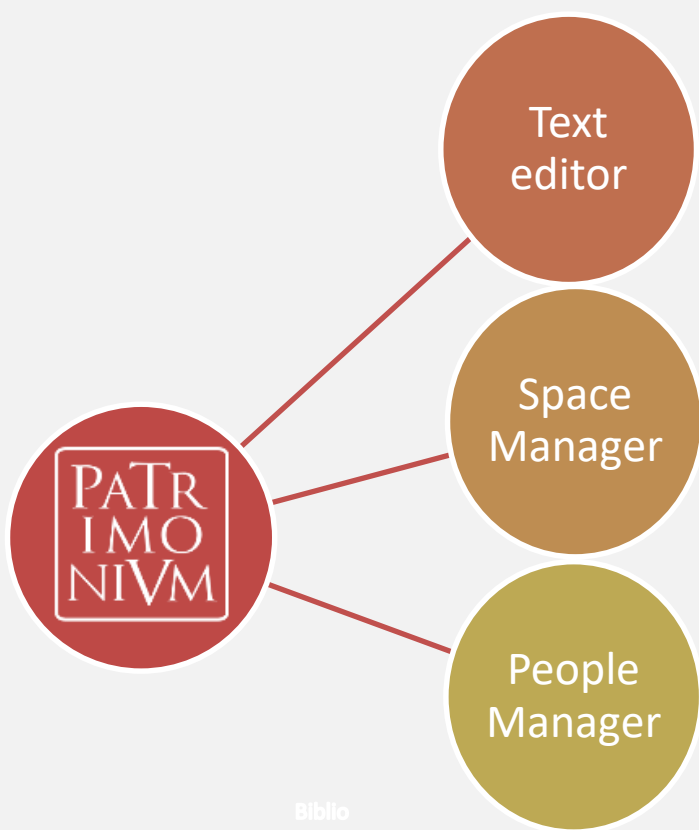 Text
editor
Space
Manager
PATR
IMO
NIVM
People
Manager
Biblio